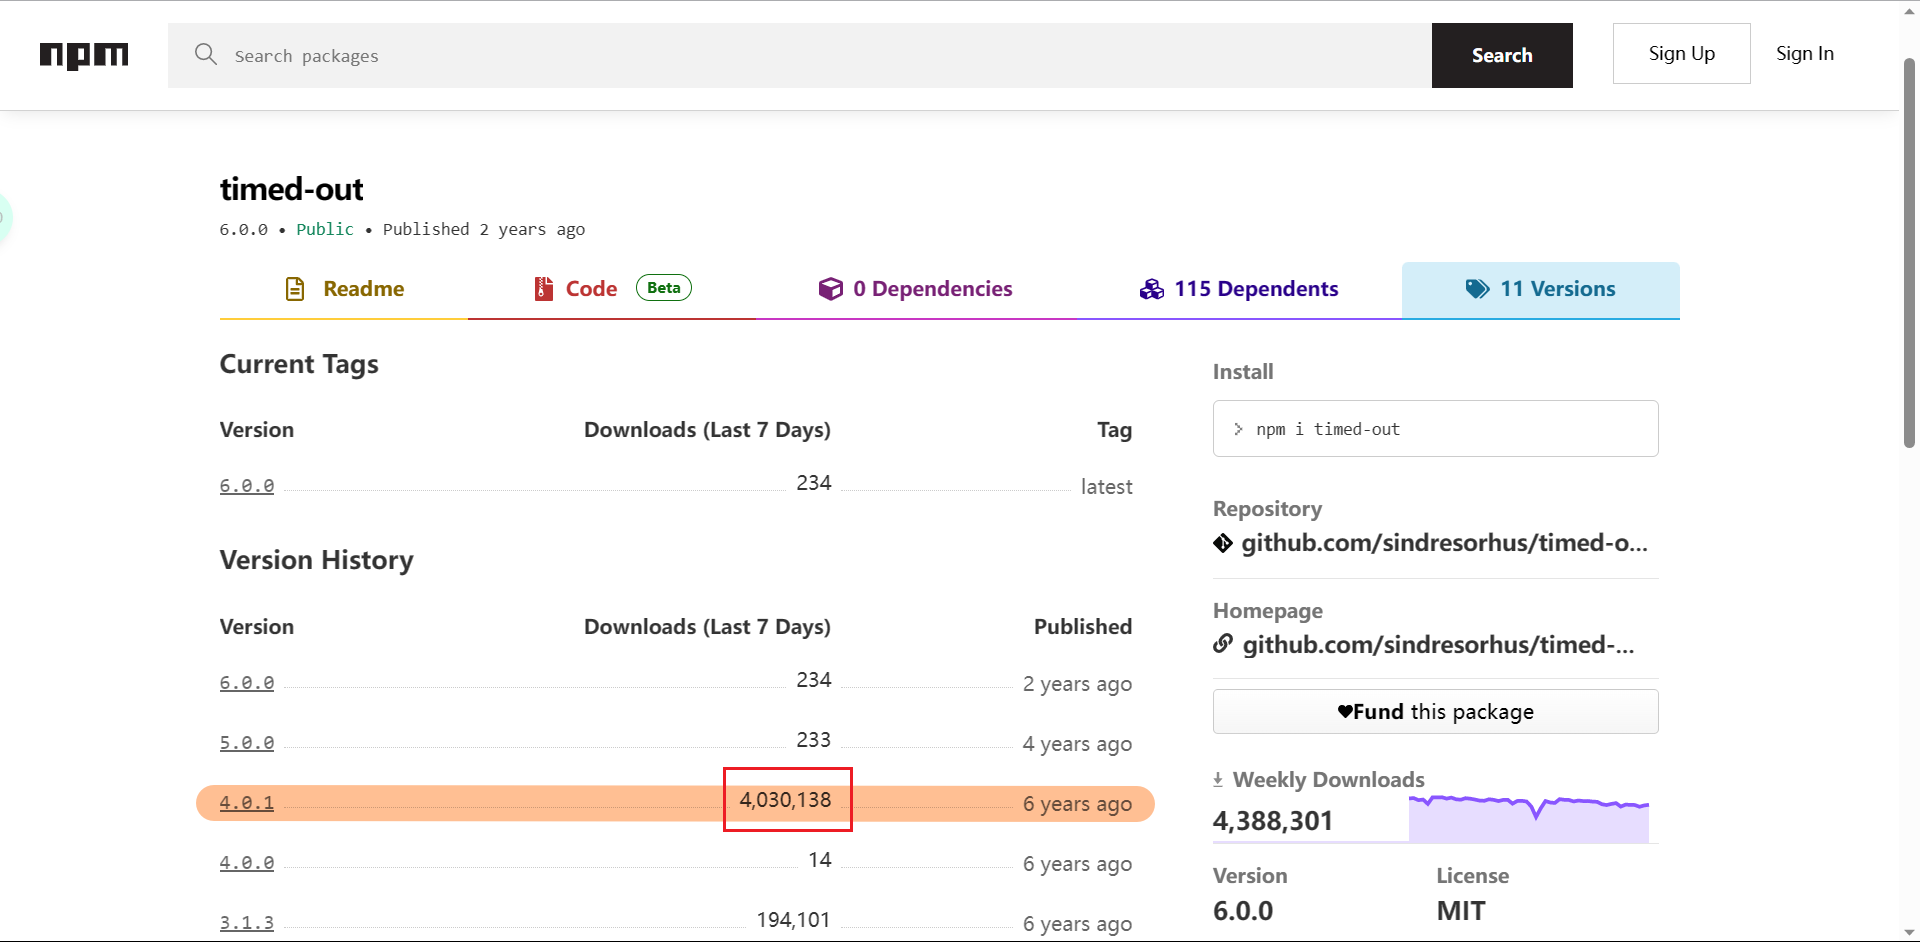 npm
Search packages
Search
Sign Up
Sign In
timed-out
6.0.0 • Public • Published 2 years ago
Readme
Code Beta
0 Dependencies
115 Dependents
11 Versions
Current Tags
Version Downloads (Last 7 Days) Tag
6.0.0 234 latest
Version History
Version Downloads (Last 7 Days) Published
6.0.0 234 2 years ago
5.0.0 233 4 years ago
4.0.1 4,030,138 6 years ago
4.0.0 14 6 years ago
3.1.3 194,101 6 years ago
Install
> npm i timed-out
Repository
github.com/sindresorhus/timed-o...
Homepage
github.com/sindresorhus/timed-...
Fund this package
Weekly Downloads
4,388,301
Version License
6.0.0 MIT